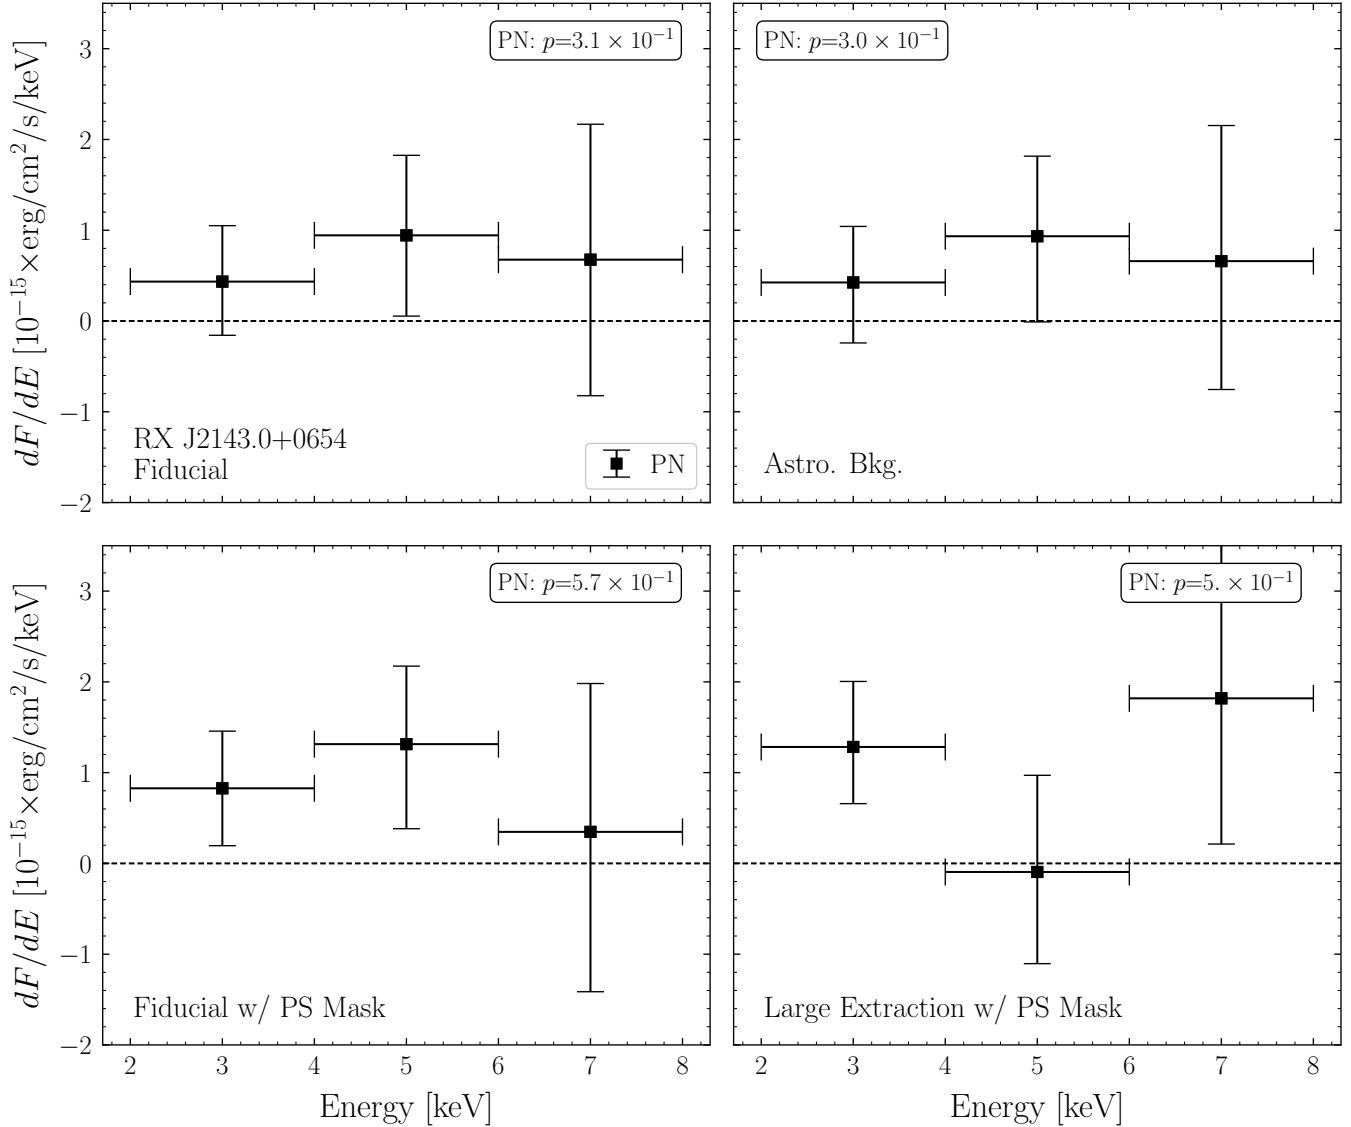 3
2
1
0
−1
−2
dF/dE [10⁻¹⁵×erg/cm²/s/keV]
PN: p=3.1 × 10⁻¹
RX J2143.0+0654
Fiducial
PN
PN: p=3.0 × 10⁻¹
Astro. Bkg.
3
2
1
0
−1
−2
dF/dE [10⁻¹⁵×erg/cm²/s/keV]
PN: p=5.7 × 10⁻¹
Fiducial w/ PS Mask
2 3 4 5 6 7 8
Energy [keV]
PN: p=5. × 10⁻¹
Large Extraction w/ PS Mask
2 3 4 5 6 7 8
Energy [keV]